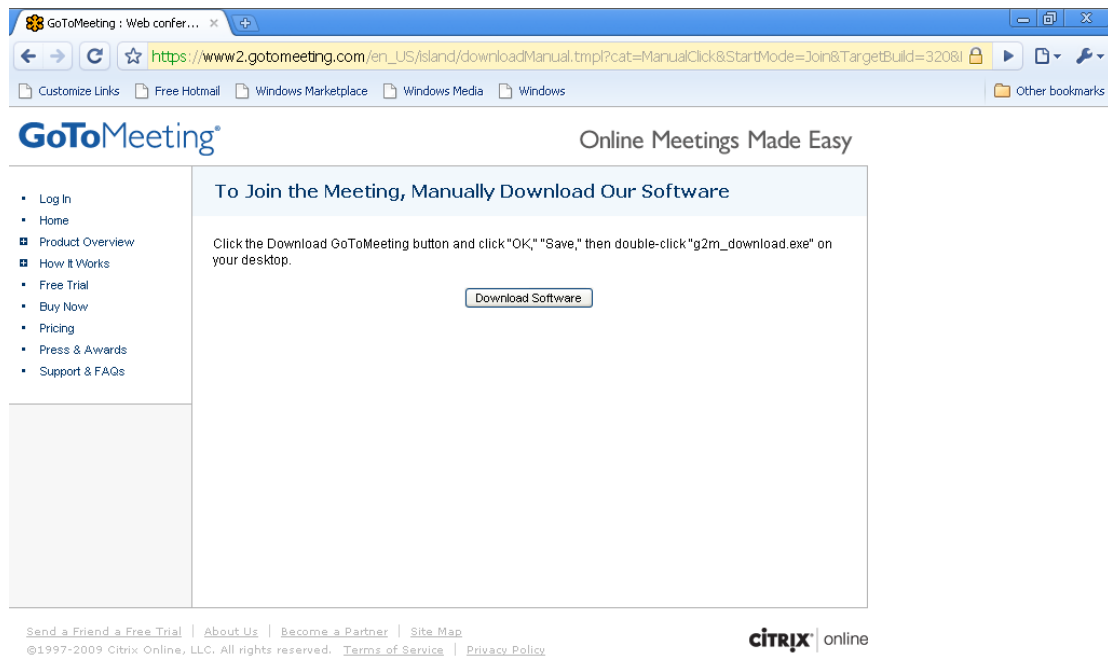 GoToMeeting : Web confer...
https://www2.gotomeeting.com/en_US/island/downloadManual.tmpl?cat=ManualClick&StartMode=Join&TargetBuild=320&
Customize Links Free Hotmail Windows Marketplace Windows Media Windows Other bookmarks
GoToMeeting® Online Meetings Made Easy
To Join the Meeting, Manually Download Our Software
Log In
Home
Product Overview
How It Works
Free Trial
Buy Now
Pricing
Press & Awards
Support & FAQs
Click the Download GoToMeeting button and click "OK," "Save," then double-click "g2m_download.exe" on
your desktop.
Download Software
Send a Friend a Free Trial | About Us | Become a Partner | Site Map
©1997-2009 Citrix Online, LLC. All rights reserved. Terms of Service | Privacy Policy
CİTRIX® online